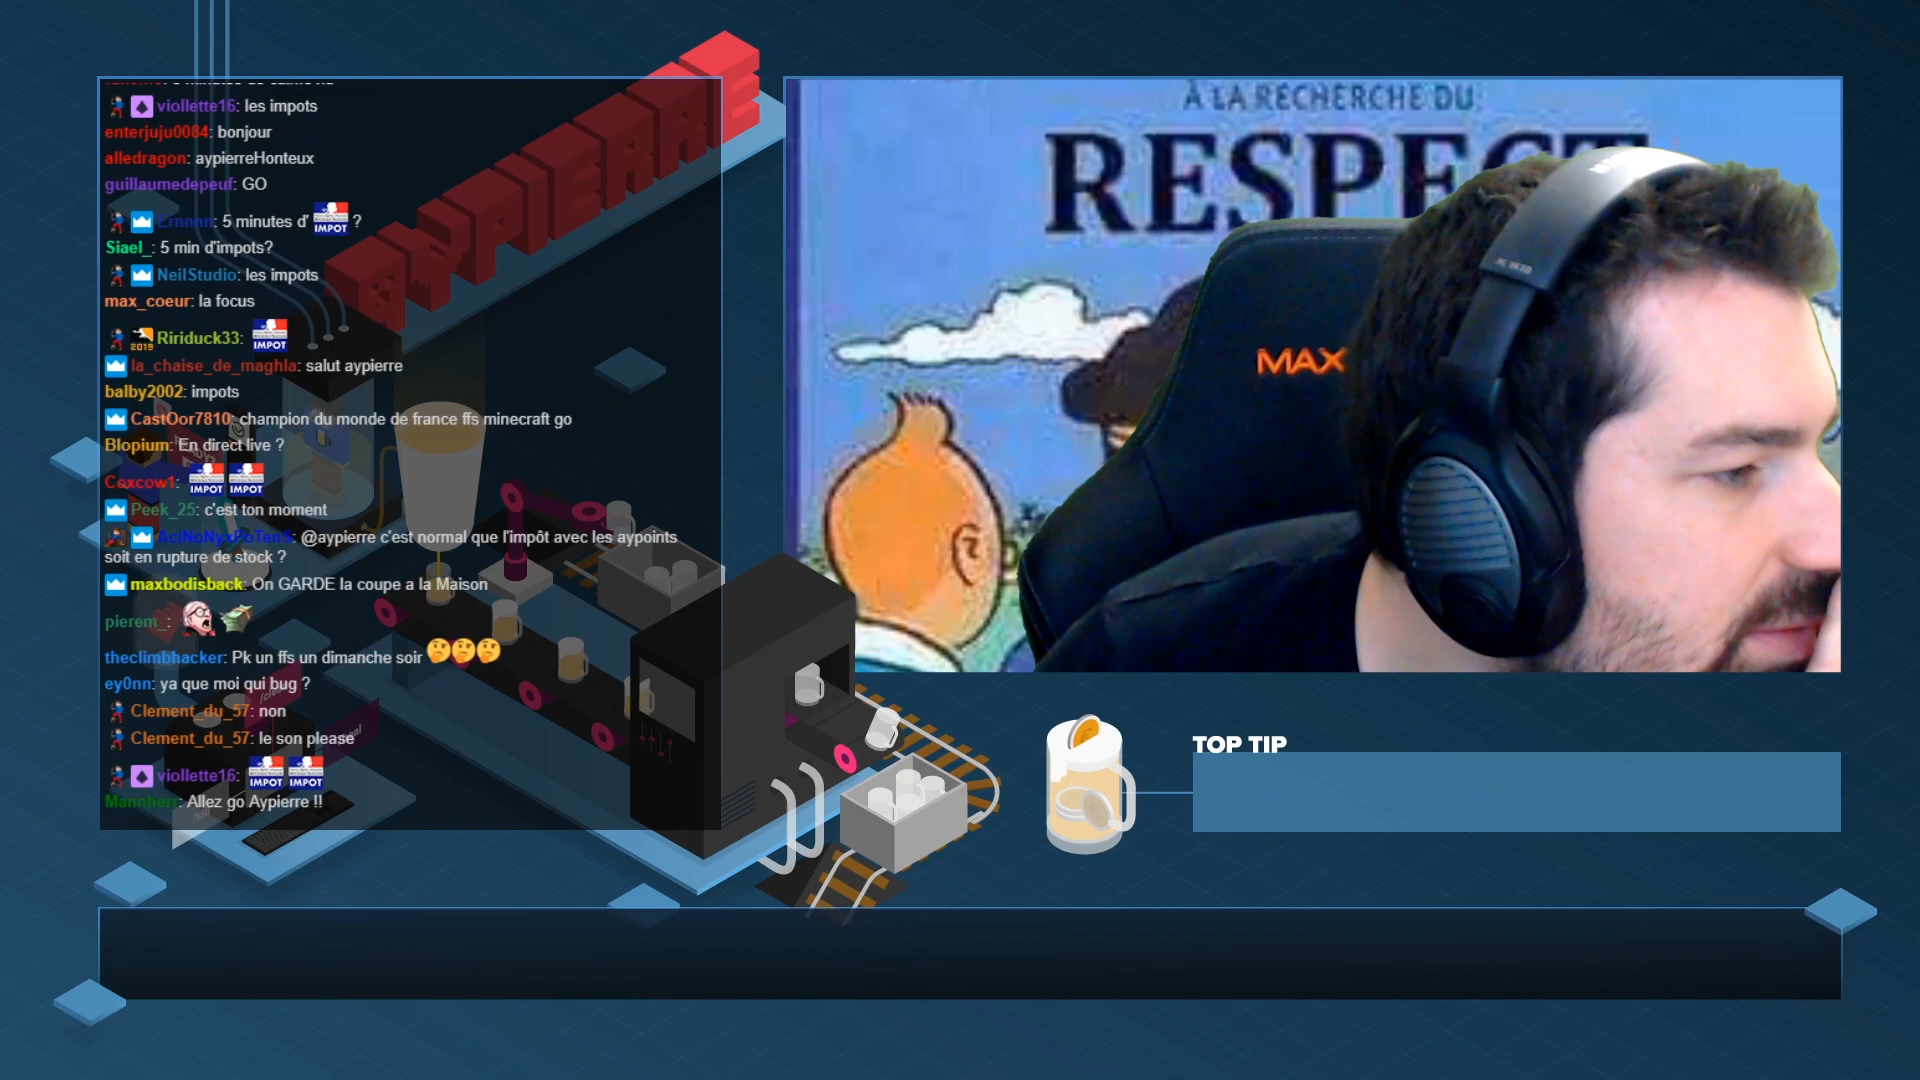 AYPIERRE
viollette16: les impots
enterjuju0084: bonjour
alledragon: aypierreHonteux
guillaumedepeuf: GO
Ernnnn: 5 minutes d' IMPOT ?
Siael_: 5 min d'impots?
NeilStudio: les impots
max_coeur: la focus
2019 Ririduck33: IMPOT
la_chaise_de_maghla: salut aypierre
balby2002: impots
CastOor7810: champion du monde de france ffs minecraft go
Blopium: En direct live ?
Coxcow1: IMPOT IMPOT
Peek_25: c'est ton moment
AciNoNyxPoTenS: @aypierre c'est normal que l'impôt avec les aypoints
soit en rupture de stock ?
maxbodisback: On GARDE la coupe a la Maison
pierem_:
theclimbhacker: Pk un ffs un dimanche soir 🤔🤔🤔
ey0nn: ya que moi qui bug ?
Clement_du_57: non
Clement_du_57: le son please
viollette16: IMPOT IMPOT
Mannherr: Allez go Aypierre !!
À LA RECHERCHE DU
RESPECT
MAX
TOP TIP